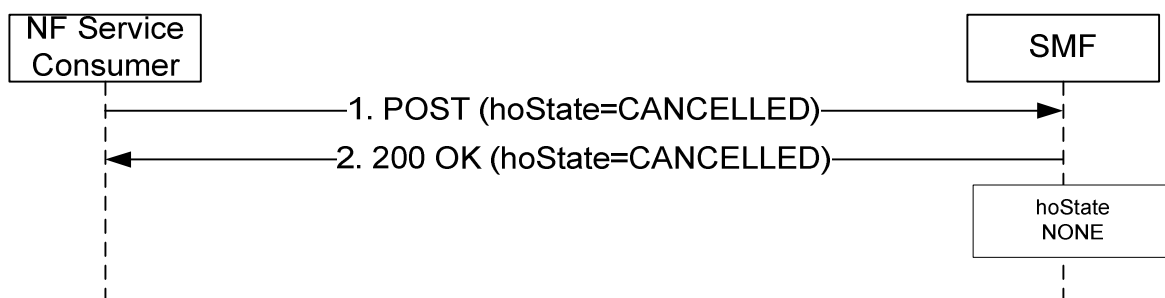 NF Service
Consumer
SMF
1. POST (hoState=CANCELLED)
2. 200 OK (hoState=CANCELLED)
hoState
NONE